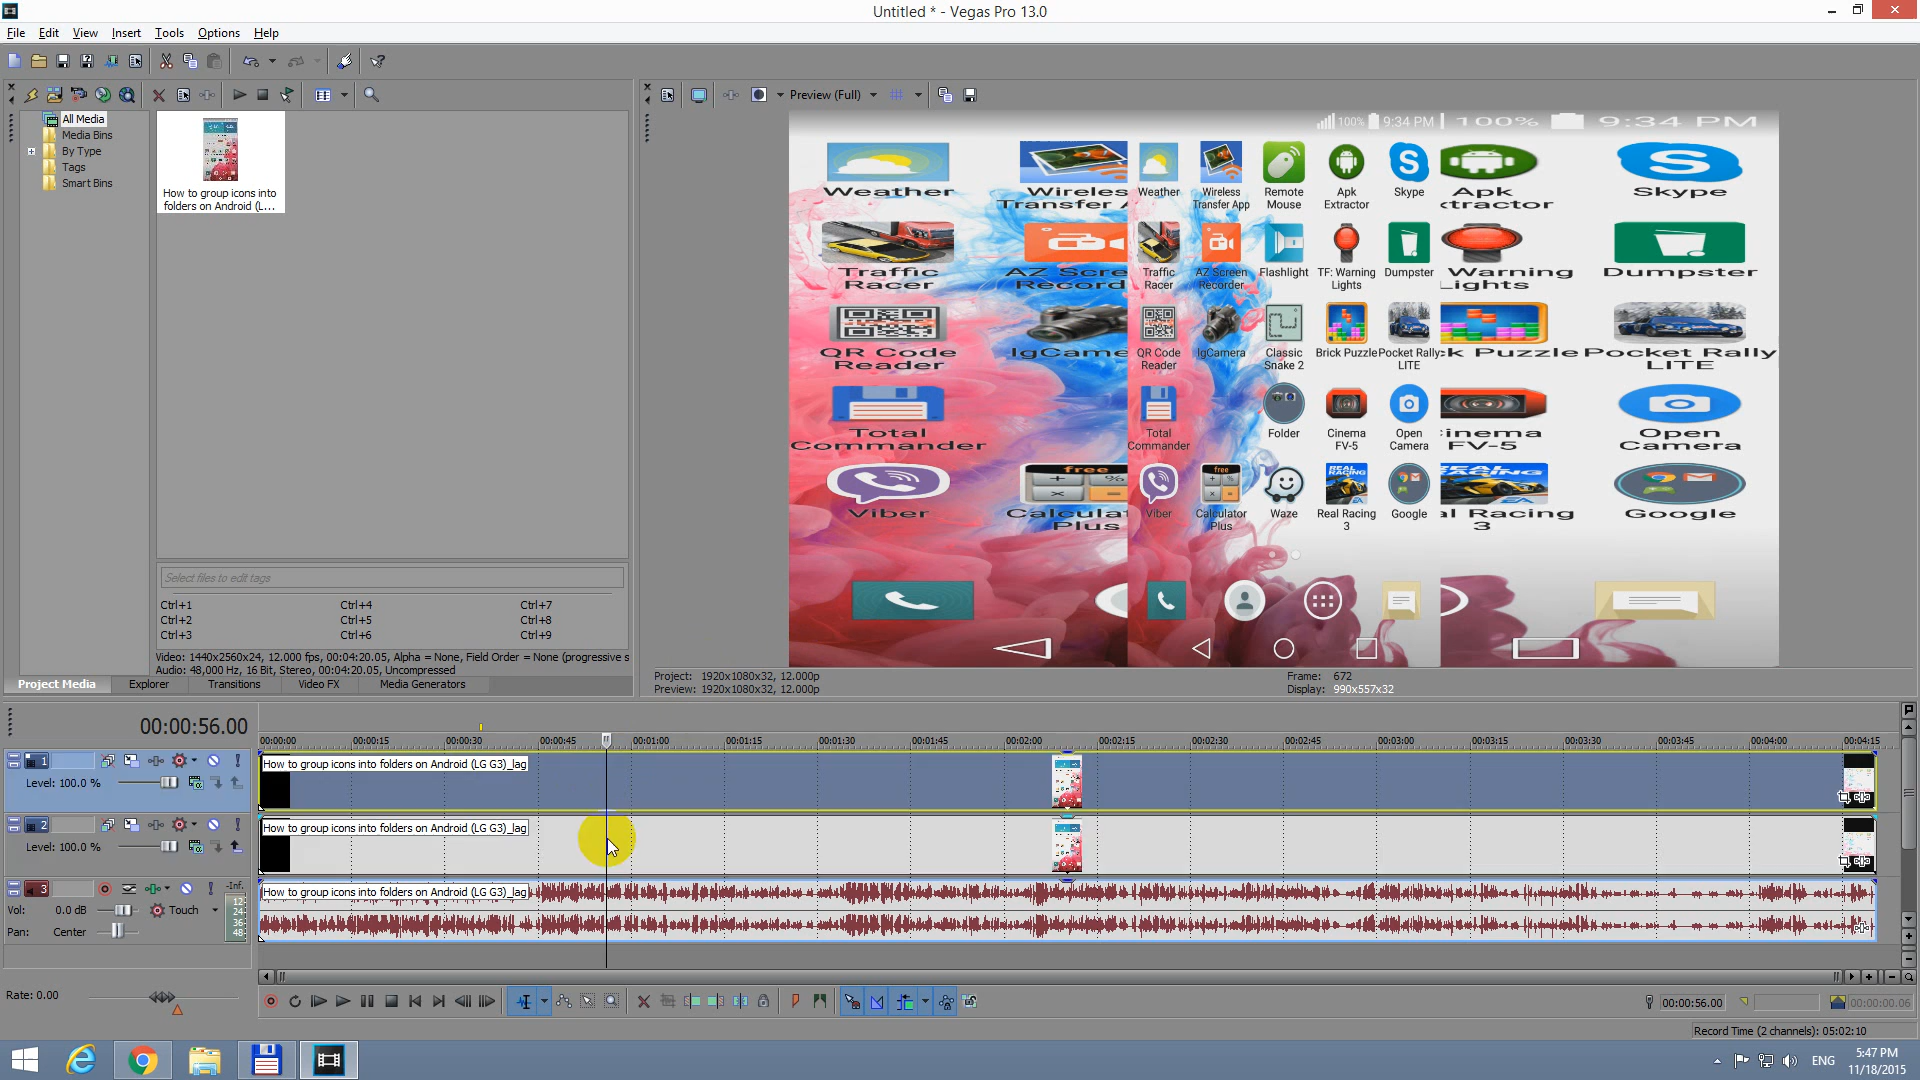 Untitled * - Vegas Pro 13.0
File Edit View Insert Tools Options Help
Preview (Full)
All Media
Media Bins
By Type
Tags
Smart Bins
How to group icons into
folders on Android (L...
Select files to edit tags
Ctrl+1 Ctrl+4 Ctrl+7
Ctrl+2 Ctrl+5 Ctrl+8
Ctrl+3 Ctrl+6 Ctrl+9
Video: 1440x2560x24, 12.000 fps, 00:04:20.05, Alpha = None, Field Order = None (progressive s
Audio: 48,000 Hz, 16 Bit, Stereo, 00:04:20.05, Uncompressed
Project Media Explorer Transitions Video FX Media Generators
100% 9:34 PM 100% 9:34 PM
Weather Wireles Weather Wireless Remote Apk Skype Apk Skype
Transfer A Transfer App Mouse Extractor ctractor
Traffic AZ Scre Traffic AZ Screen Flashlight TF: Warning Dumpster Warning Dumpster
Racer Record Racer Recorder Lights Lights
QR Code IgCame QR Code IgCamera Classic Brick Puzzle Pocket Rally k Puzzle Pocket Rally
Reader Reader Snake 2 LITE LITE
Total Total Folder Cinema Open inema Open
Commander Commander FV-5 Camera FV-5 Camera
free free REAL RACING
Viber Calculat Viber Calculator Waze Real Racing Google al Racing Google
Plus Plus 3 3
EA EA
Project: 1920x1080x32, 12.000p Frame: 672
Preview: 1920x1080x32, 12.000p Display: 990x557x32
00:00:56.00
00:00:00 00:00:15 00:00:30 00:00:45 00:01:00 00:01:15 00:01:30 00:01:45 00:02:00 00:02:15 00:02:30 00:02:45 00:03:00 00:03:15 00:03:30 00:03:45 00:04:00 00:04:15
1
How to group icons into folders on Android (LG G3)_lag
Level: 100.0 %
2
How to group icons into folders on Android (LG G3)_lag
Level: 100.0 %
3
-Inf.
How to group icons into folders on Android (LG G3)_lag
Vol: 0.0 dB Touch
12
24
36
48
Pan: Center
Rate: 0.00
00:00:56.00 00:00:00.06
Record Time (2 channels): 05:02:10
ENG
5:47 PM
11/18/2015